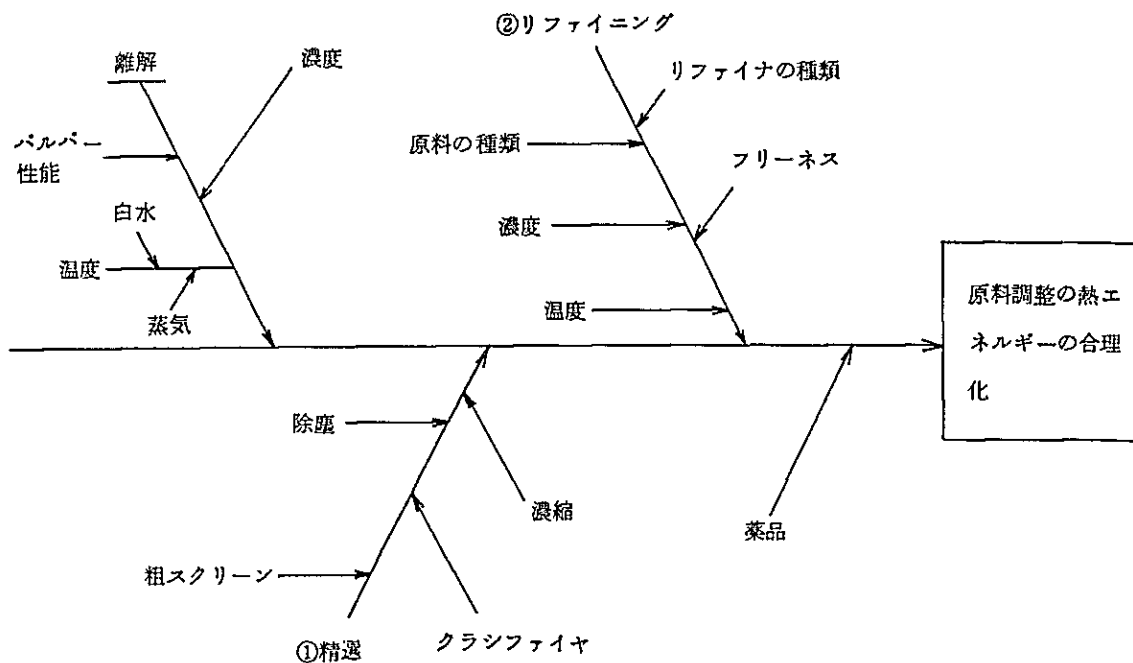 ②リファイニング
離解
濃度
リファイナの種類
パルパー
性能
原料の種類
フリーネス
白水
濃度
温度
蒸気
温度
原料調整の熱エ
ネルギーの合理
化
除塵
濃縮
薬品
粗スクリーン
①精選
クラシファイヤ